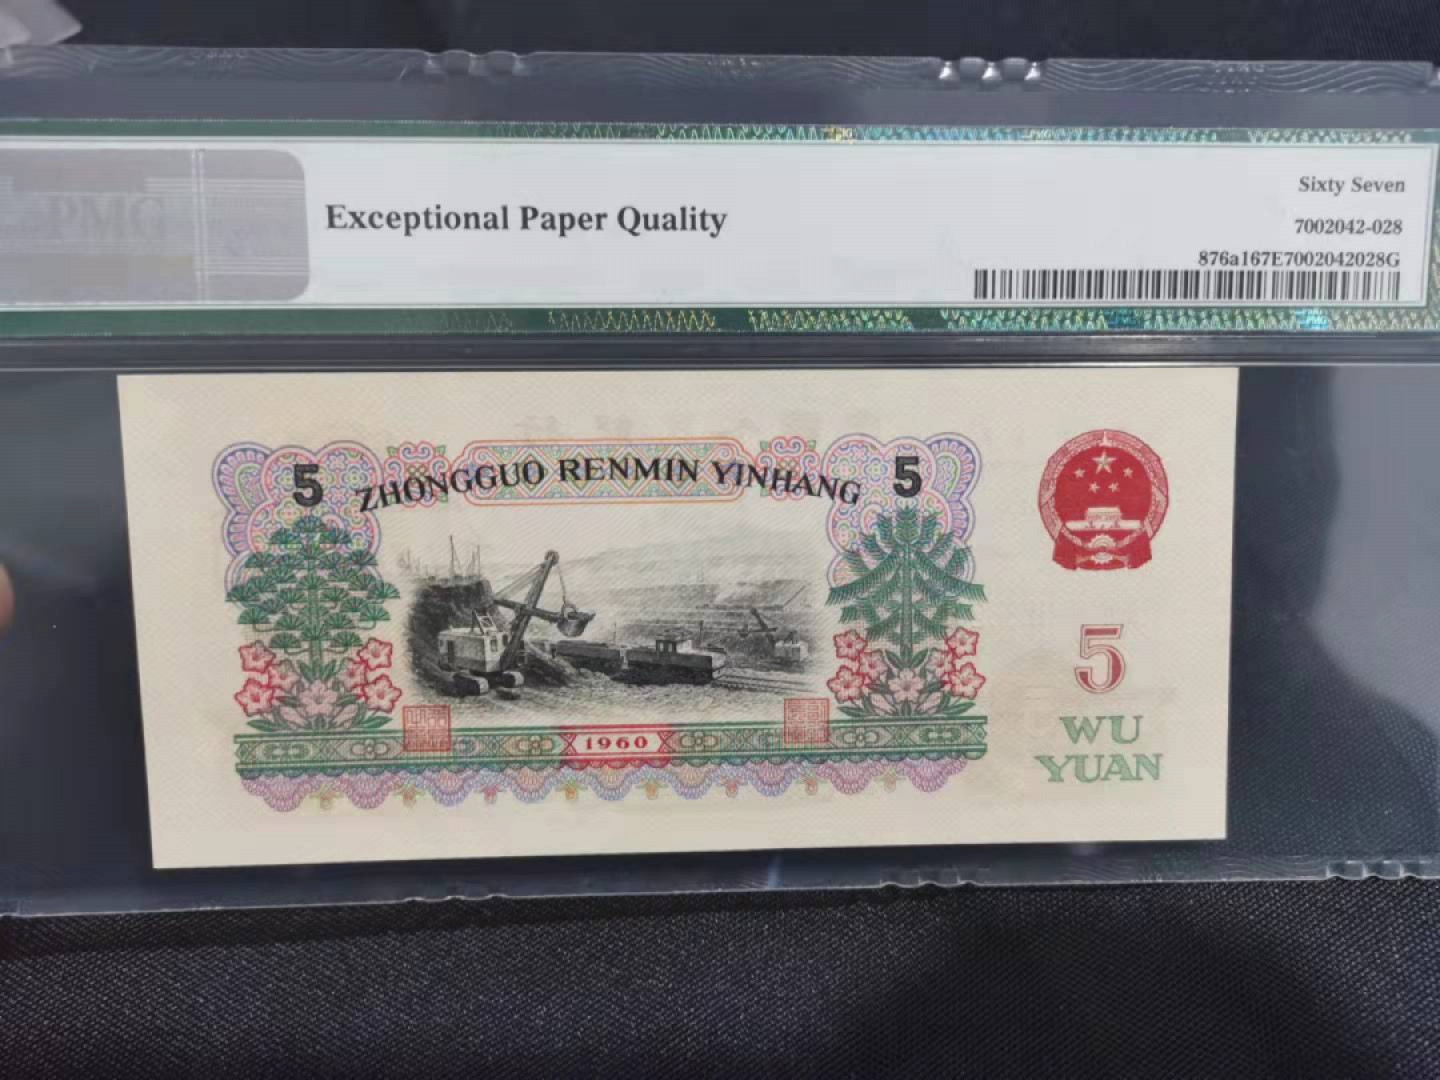 PMG
Exceptional Paper Quality
Sixty Seven
7002042-028
876a167E7002042028G
5 ZHONGGUO RENMIN YINHANG 5
1960
5
WU
YUAN